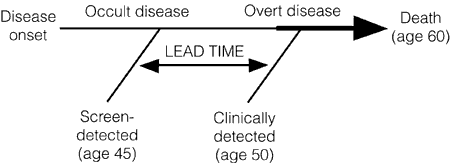 Disease
onset
Occult disease
Overt disease
Death
(age 60)
LEAD TIME
Screen-
detected
(age 45)
Clinically
detected
(age 50)